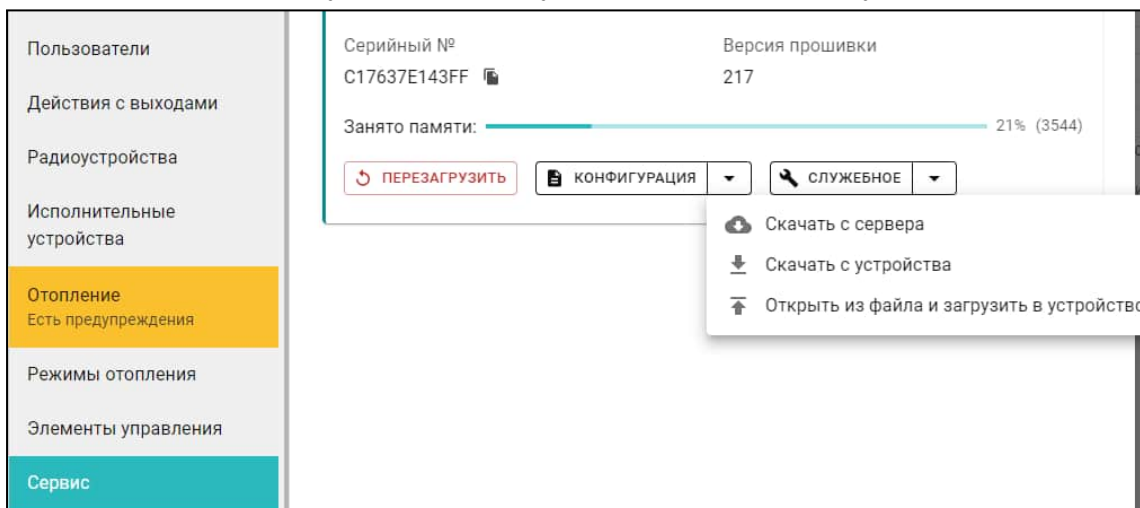 Пользователи
Действия с выходами
Радиоустройства
Исполнительные
устройства
Отопление
Есть предупреждения
Режимы отопления
Элементы управления
Сервис
Серийный № Версия прошивки
C17637E143FF 217
Занято памяти: 21% (3544)
ПЕРЕЗАГРУЗИТЬ КОНФИГУРАЦИЯ СЛУЖЕБНОЕ
Скачать с сервера
Скачать с устройства
Открыть из файла и загрузить в устройство